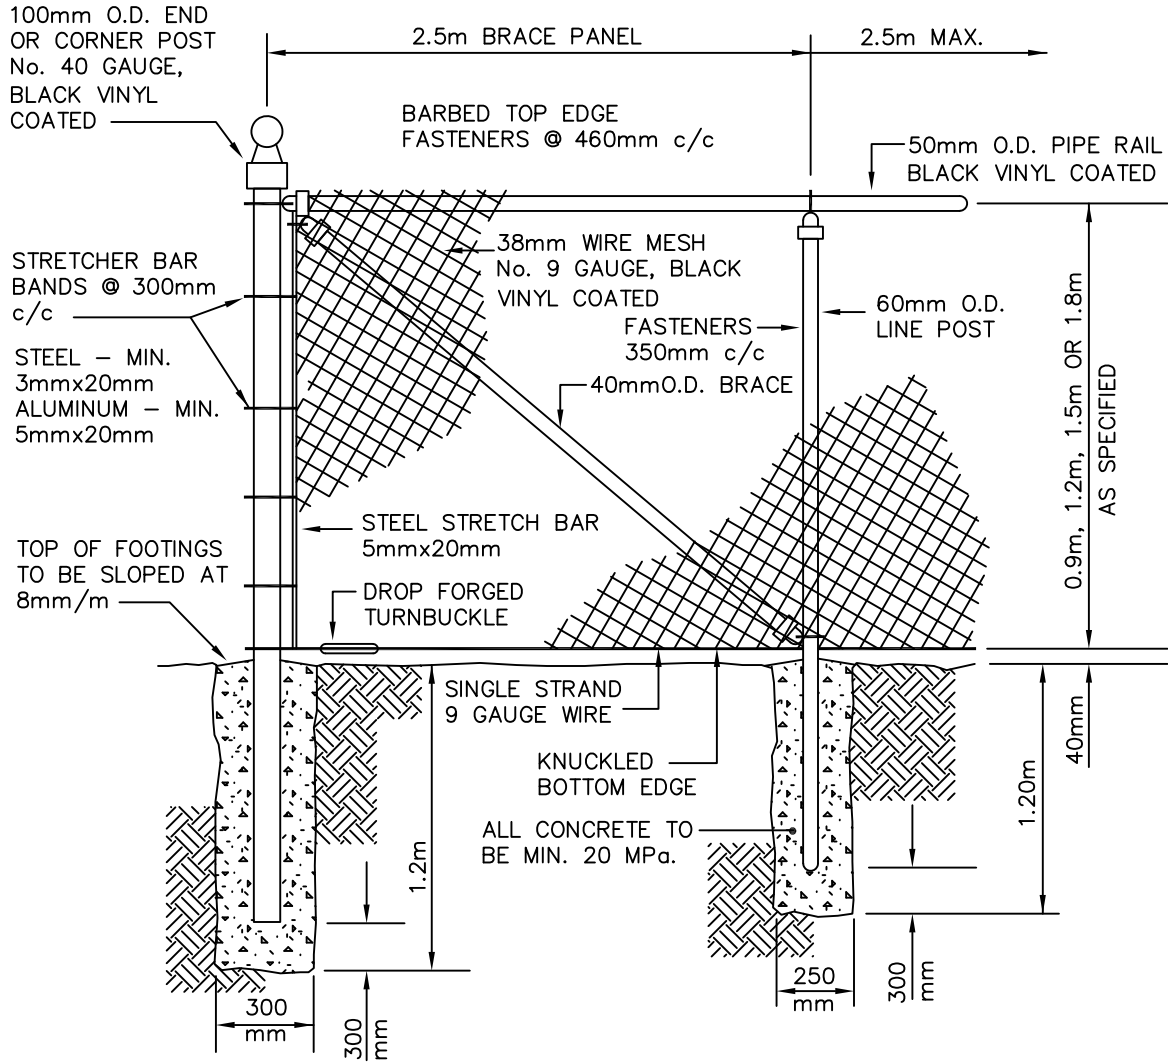 100mm O.D. END
OR CORNER POST
No. 40 GAUGE,
BLACK VINYL
COATED
2.5m BRACE PANEL
2.5m MAX.
BARBED TOP EDGE
FASTENERS @ 460mm c/c
50mm O.D. PIPE RAIL
BLACK VINYL COATED
38mm WIRE MESH
No. 9 GAUGE, BLACK
VINYL COATED
STRETCHER BAR
BANDS @ 300mm
c/c
STEEL – MIN.
3mmx20mm
ALUMINUM – MIN.
5mmx20mm
FASTENERS
350mm c/c
60mm O.D.
LINE POST
40mmO.D. BRACE
0.9m, 1.2m, 1.5m OR 1.8m
AS SPECIFIED
STEEL STRETCH BAR
5mmx20mm
TOP OF FOOTINGS
TO BE SLOPED AT
8mm/m
DROP FORGED
TURNBUCKLE
SINGLE STRAND
9 GAUGE WIRE
KNUCKLED
BOTTOM EDGE
ALL CONCRETE TO
BE MIN. 20 MPa.
40mm
1.20m
1.2m
300
mm
300
mm
250
mm
300
mm